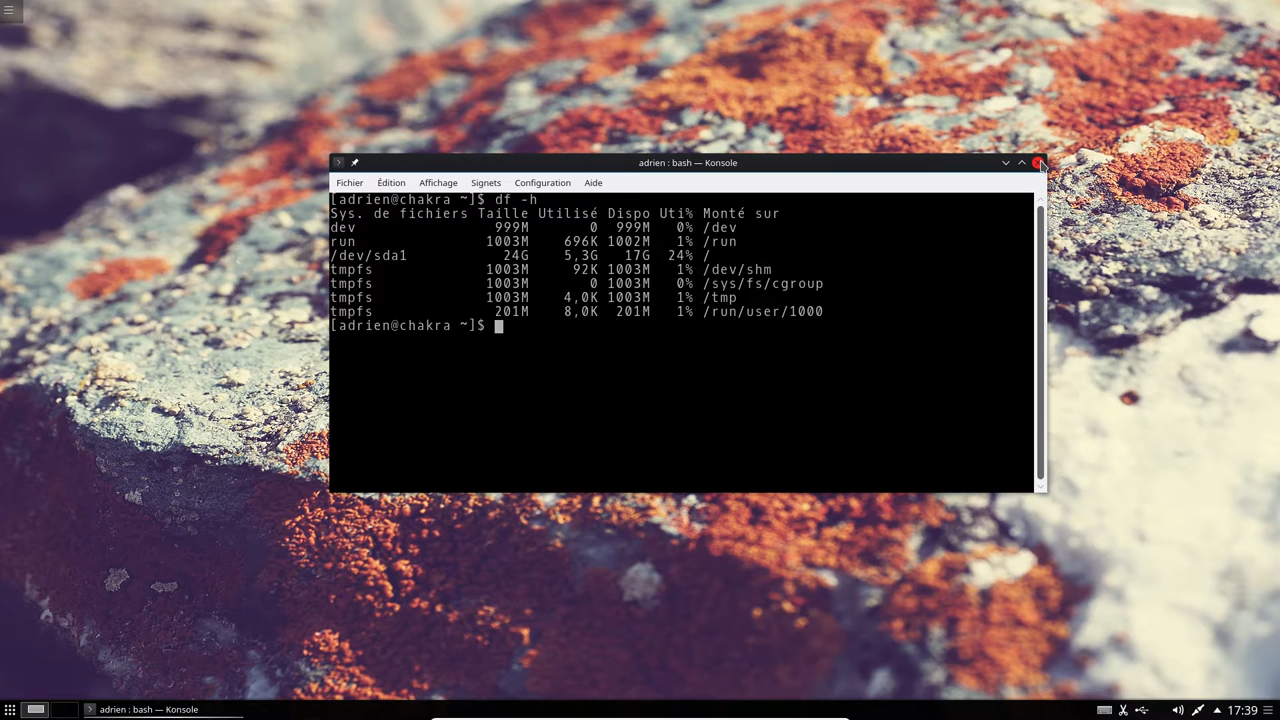 adrien : bash — Konsole
Fichier Édition Affichage Signets Configuration Aide
[adrien@chakra ~]$ df -h
Sys. de fichiers Taille Utilisé Dispo Uti% Monté sur
dev 999M 0 999M 0% /dev
run 1003M 696K 1002M 1% /run
/dev/sda1 24G 5,3G 17G 24% /
tmpfs 1003M 92K 1003M 1% /dev/shm
tmpfs 1003M 0 1003M 0% /sys/fs/cgroup
tmpfs 1003M 4,0K 1003M 1% /tmp
tmpfs 201M 8,0K 201M 1% /run/user/1000
[adrien@chakra ~]$
adrien : bash — Konsole
17:39